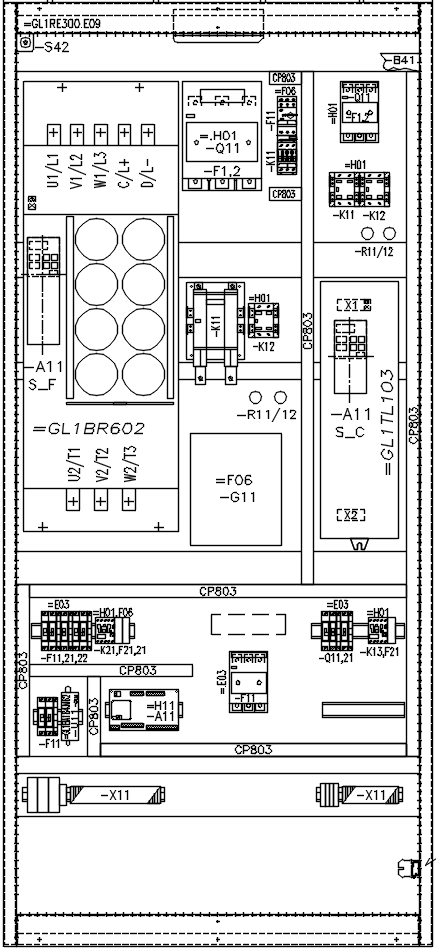 =GL1RE300.E09
-S42
-B41
CP803
=F06
-F11
-K11
CP803
=.H01
-Q11
-F1,2
=H01
-Q11
-F1,2
=H01
-K11 -K12
-R11/12
U1/L1
V1/L2
W1/L3
C/L+
D/L-
-A11
S_F
=GL1BR602
U2/T1
V2/T2
W2/T3
-K11
=H01
-K12
-R11/12
=F06
-G11
CP803
X1
-A11
S_C
=GL1TL103
X2
CP803
CP803
=E03
-F11,21,22
=H01,F06
-K21,F21,21
=E03
-Q11,21
=H01
-K13,F21
CP803
CP803
=.E03
-F11
-F11
-U11
CP803
=H11
-A11
CP803
-X11
-X11